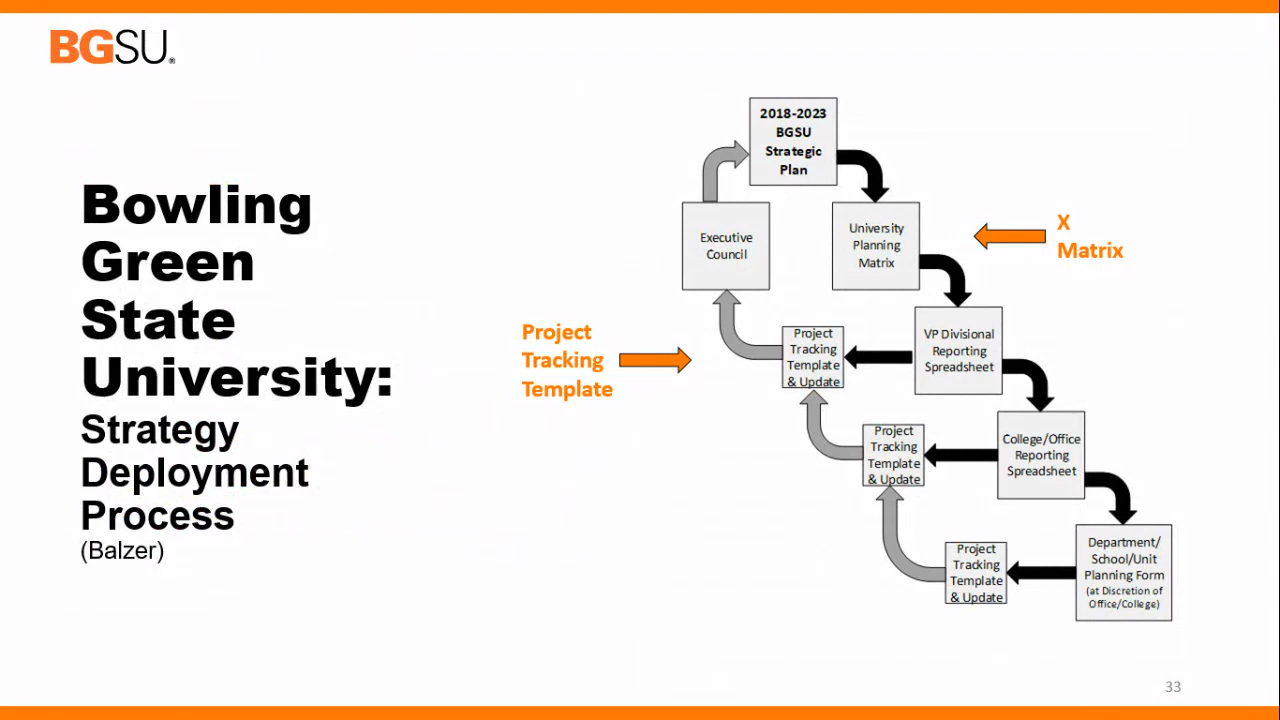 BGSU®
Bowling
Green
State
University:
Strategy
Deployment
Process
(Balzer)
2018-2023
BGSU
Strategic
Plan
Executive
Council
University
Planning
Matrix
X
Matrix
Project
Tracking
Template
Project
Tracking
Template
& Update
VP Divisional
Reporting
Spreadsheet
Project
Tracking
Template
& Update
College/Office
Reporting
Spreadsheet
Project
Tracking
Template
& Update
Department/
School/Unit
Planning Form
(at Discretion of
Office/College)
33